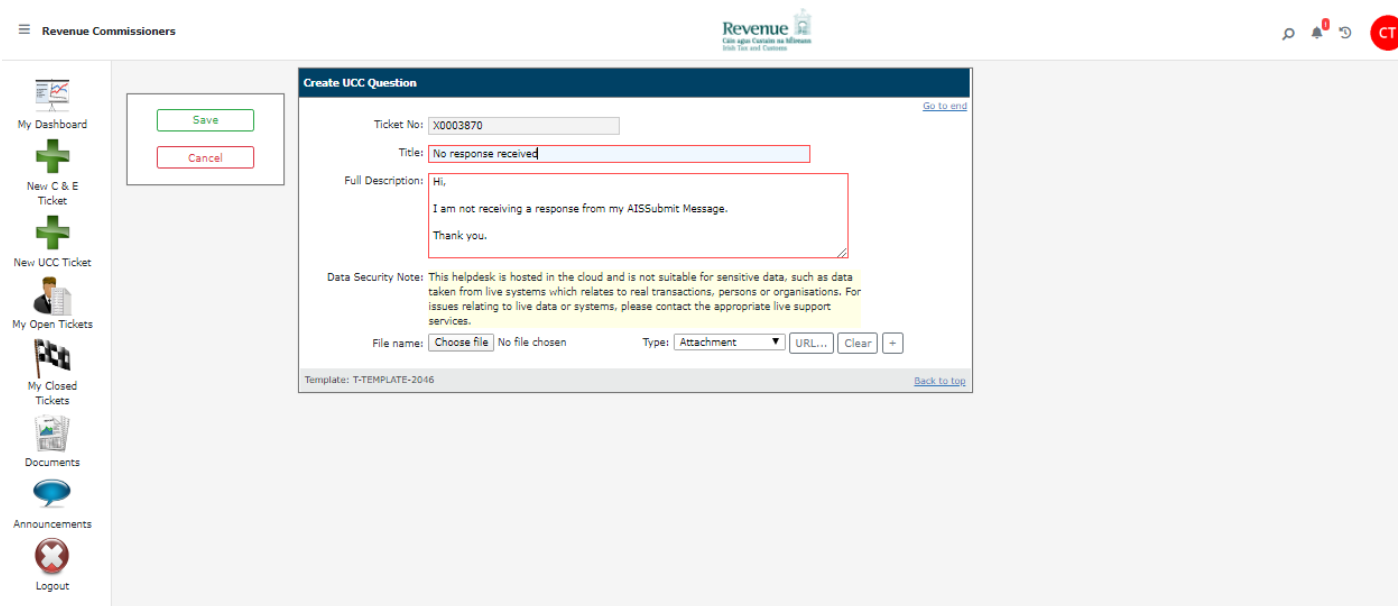 Revenue Commissioners
Revenue
Cáin agus Custaim na hÉireann
Irish Tax and Customs
0
CT
My Dashboard
New C & E
Ticket
New UCC Ticket
My Open Tickets
My Closed
Tickets
Documents
Announcements
Logout
Save
Cancel
Create UCC Question
Go to end
Ticket No: X0003870
Title: No response received
Full Description: Hi,
I am not receiving a response from my AISSubmit Message.
Thank you.
Data Security Note: This helpdesk is hosted in the cloud and is not suitable for sensitive data, such as data
taken from live systems which relates to real transactions, persons or organisations. For
issues relating to live data or systems, please contact the appropriate live support
services.
File name: Choose file No file chosen Type: Attachment URL... Clear +
Template: T-TEMPLATE-2046 Back to top